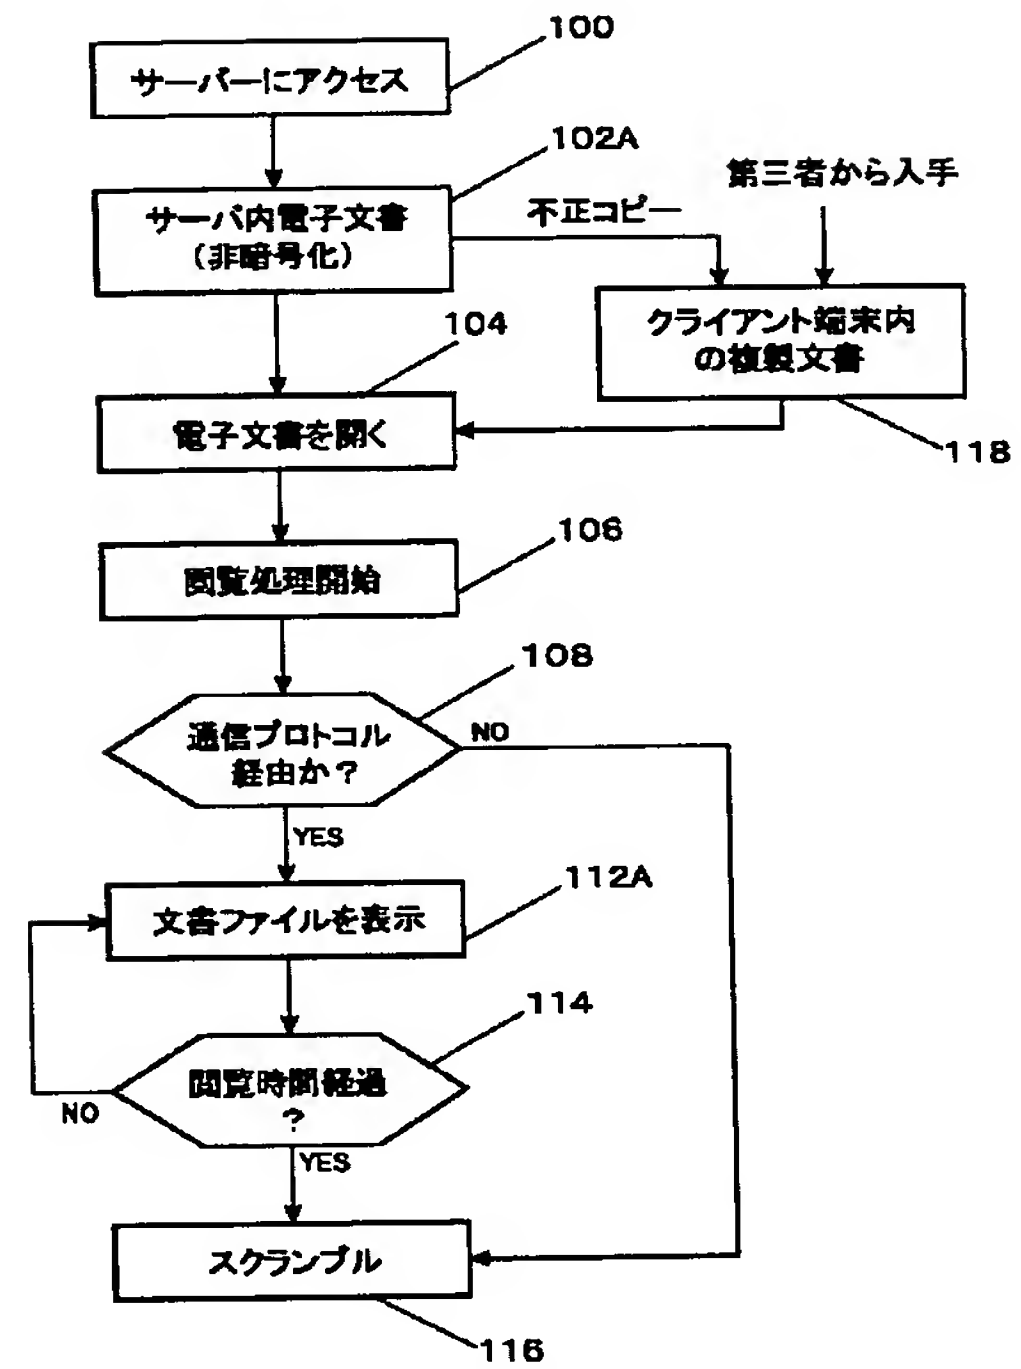 100
サーバーにアクセス
102A
サーバ内電子文書
(非暗号化)
不正コピー
第三者から入手
クライアント端末内
の複製文書
118
104
電子文書を開く
106
閲覧処理開始
108
通信プロトコル
経由か？
NO
YES
112A
文書ファイルを表示
114
閲覧時間経過
？
NO
YES
スクランブル
116